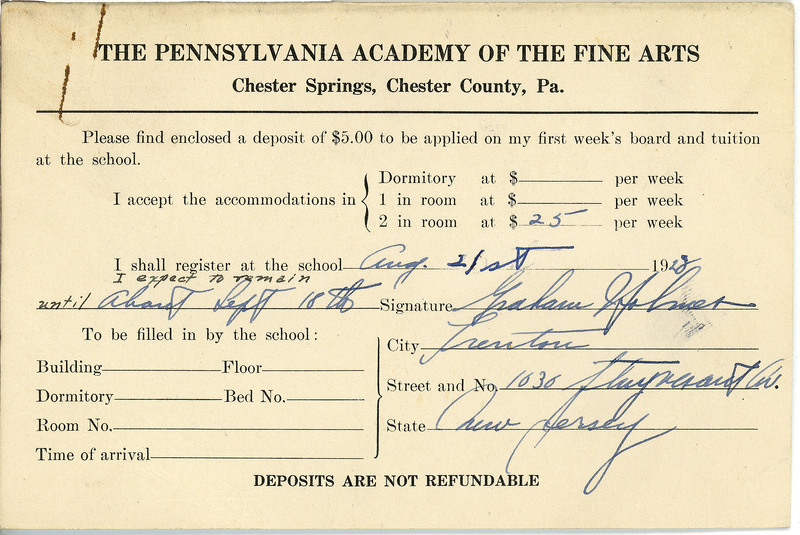 THE PENNSYLVANIA ACADEMY OF THE FINE ARTS
Chester Springs, Chester County, Pa.
Please find enclosed a deposit of $5.00 to be applied on my first week's board and tuition
at the school.
I accept the accommodations in
Dormitory at $ per week
1 in room at $ per week
2 in room at $ 25 per week
I shall register at the school Aug. 21st 1928
I expect to remain
until About Sept 18th
Signature Graham Holmes
To be filled in by the school:
City Trenton
Building Floor
Street and No. 1030 Stuyvesant Av.
Dormitory Bed No.
State New Jersey
Room No.
Time of arrival
DEPOSITS ARE NOT REFUNDABLE